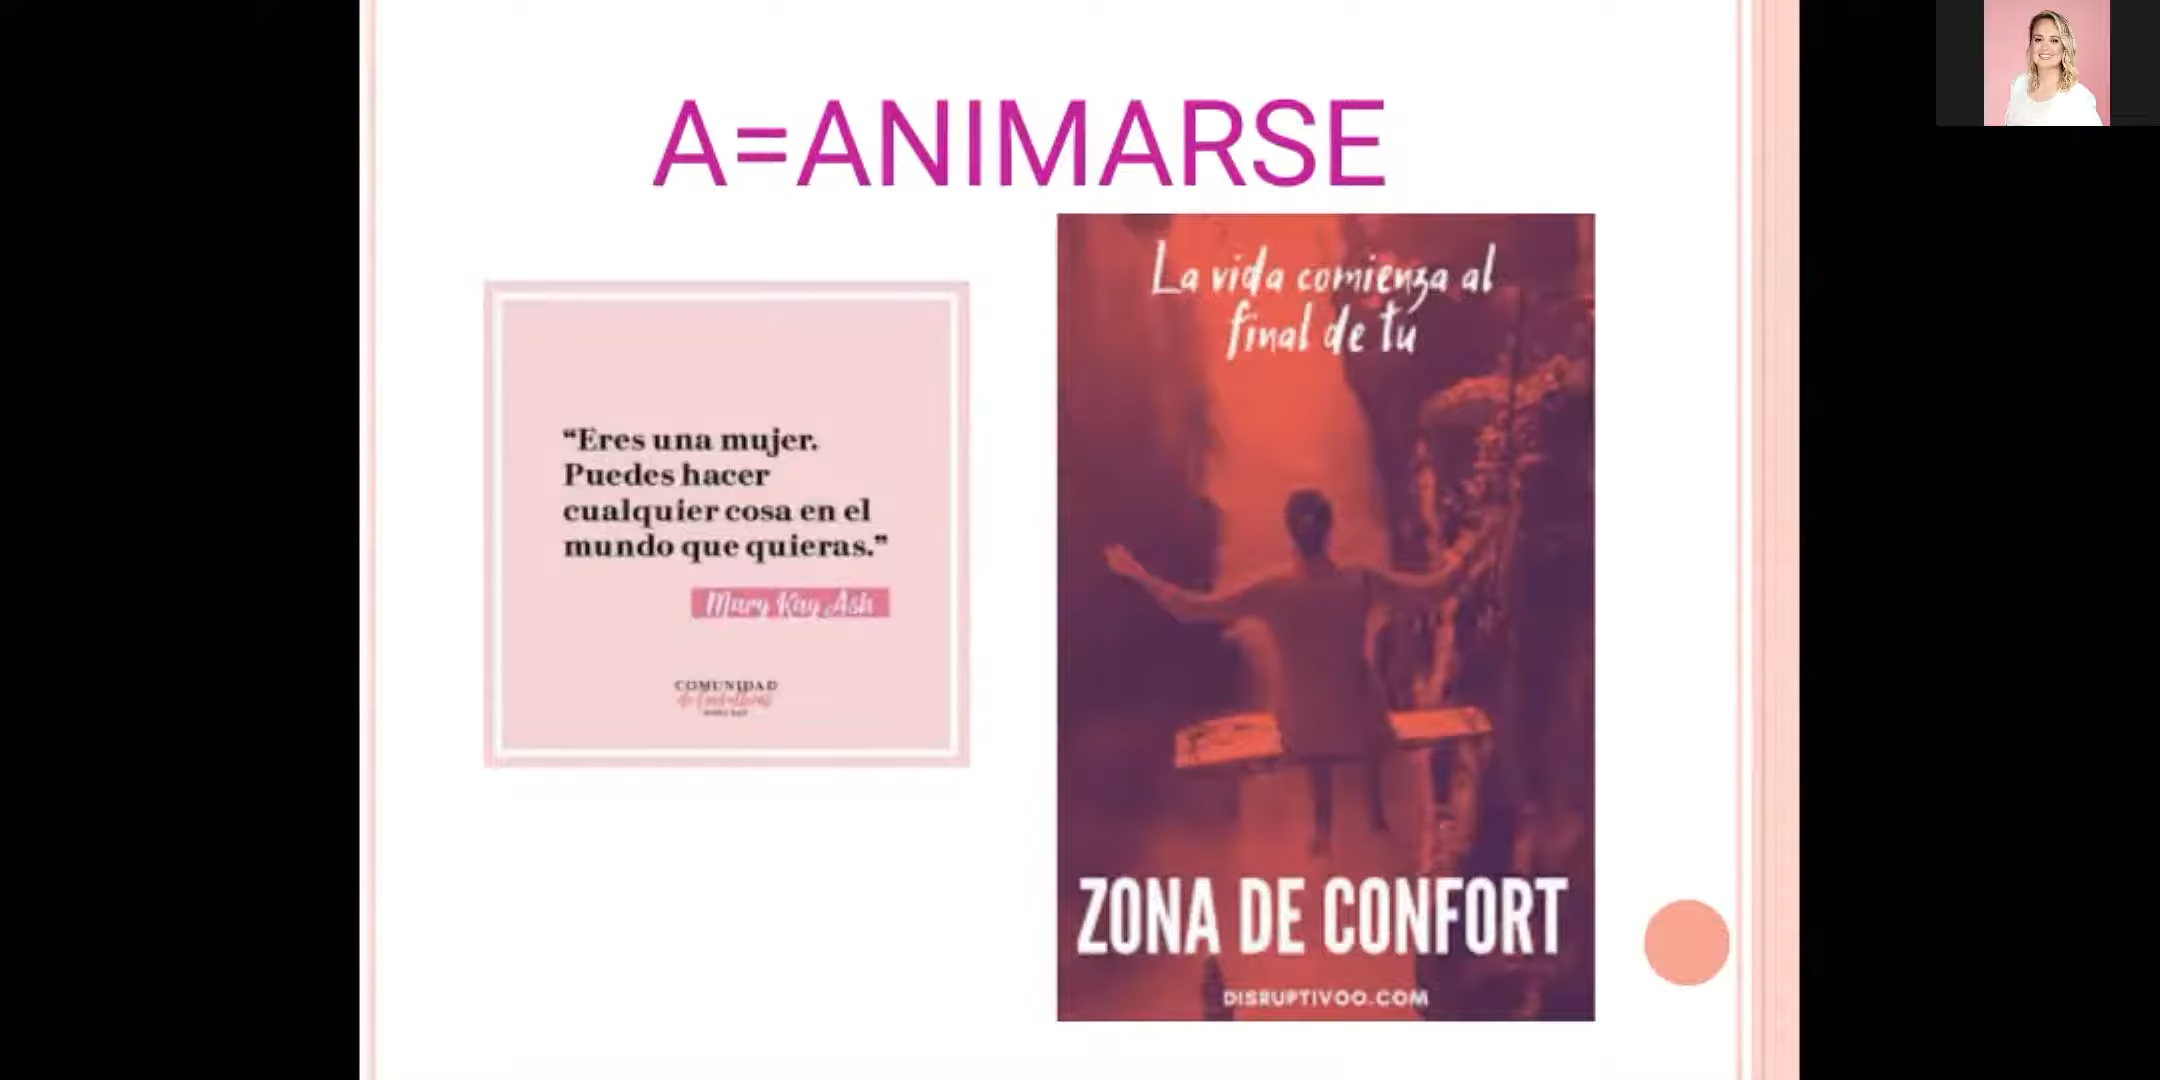 A=ANIMARSE
“Eres una mujer.
Puedes hacer
cualquier cosa en el
mundo que quieras.”
Mary Kay Ash
COMUNIDAD
La vida comienza al
final de tu
ZONA DE CONFORT
DISRUPTIVOO.COM